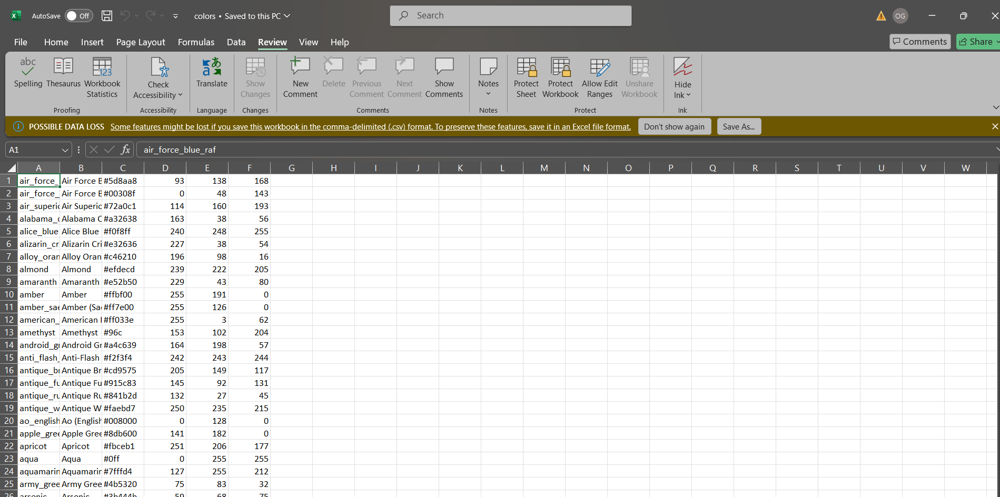 AutoSave Off colors • Saved to this PC Search OG
File Home Insert Page Layout Formulas Data Review View Help Comments Share
abc 123
Spelling Thesaurus Workbook Statistics Check Accessibility Translate Show Changes New Comment Delete Previous Comment Next Comment Show Comments Notes Protect Sheet Protect Workbook Allow Edit Ranges Unshare Workbook Hide Ink
Proofing Accessibility Language Changes Comments Notes Protect Ink
POSSIBLE DATA LOSS Some features might be lost if you save this workbook in the comma-delimited (.csv) format. To preserve these features, save it in an Excel file format. Don't show again Save As...
A1 fx air_force_blue_raf
A B C D E F G H I J K L M N O P Q R S T U V W
1 air_force_ Air Force B #5d8aa8 93 138 168
2 air_force_ Air Force B #00308f 0 48 143
3 air_superio Air Superio #72a0c1 114 160 193
4 alabama_c Alabama C #a32638 163 38 56
5 alice_blue Alice Blue #f0f8ff 240 248 255
6 alizarin_cr Alizarin Cri #e32636 227 38 54
7 alloy_oran Alloy Oran #c46210 196 98 16
8 almond Almond #efdecd 239 222 205
9 amaranth Amaranth #e52b50 229 43 80
10 amber Amber #ffbf00 255 191 0
11 amber_sae Amber (Sa #ff7e00 255 126 0
12 american_ American #ff033e 255 3 62
13 amethyst Amethyst #96c 153 102 204
14 android_gr Android Gr #a4c639 164 198 57
15 anti_flash_ Anti-Flash #f2f3f4 242 243 244
16 antique_br Antique Br #cd9575 205 149 117
17 antique_fu Antique Fu #915c83 145 92 131
18 antique_ru Antique Ru #841b2d 132 27 45
19 antique_w Antique W #faebd7 250 235 215
20 ao_english Ao (English #008000 0 128 0
21 apple_gree Apple Gree #8db600 141 182 0
22 apricot Apricot #fbceb1 251 206 177
23 aqua Aqua #0ff 0 255 255
24 aquamarin Aquamarin #7fffd4 127 255 212
25 army_gree Army Gree #4b5320 75 83 32
26 arsenic Arsenic #3b444b 59 68 75